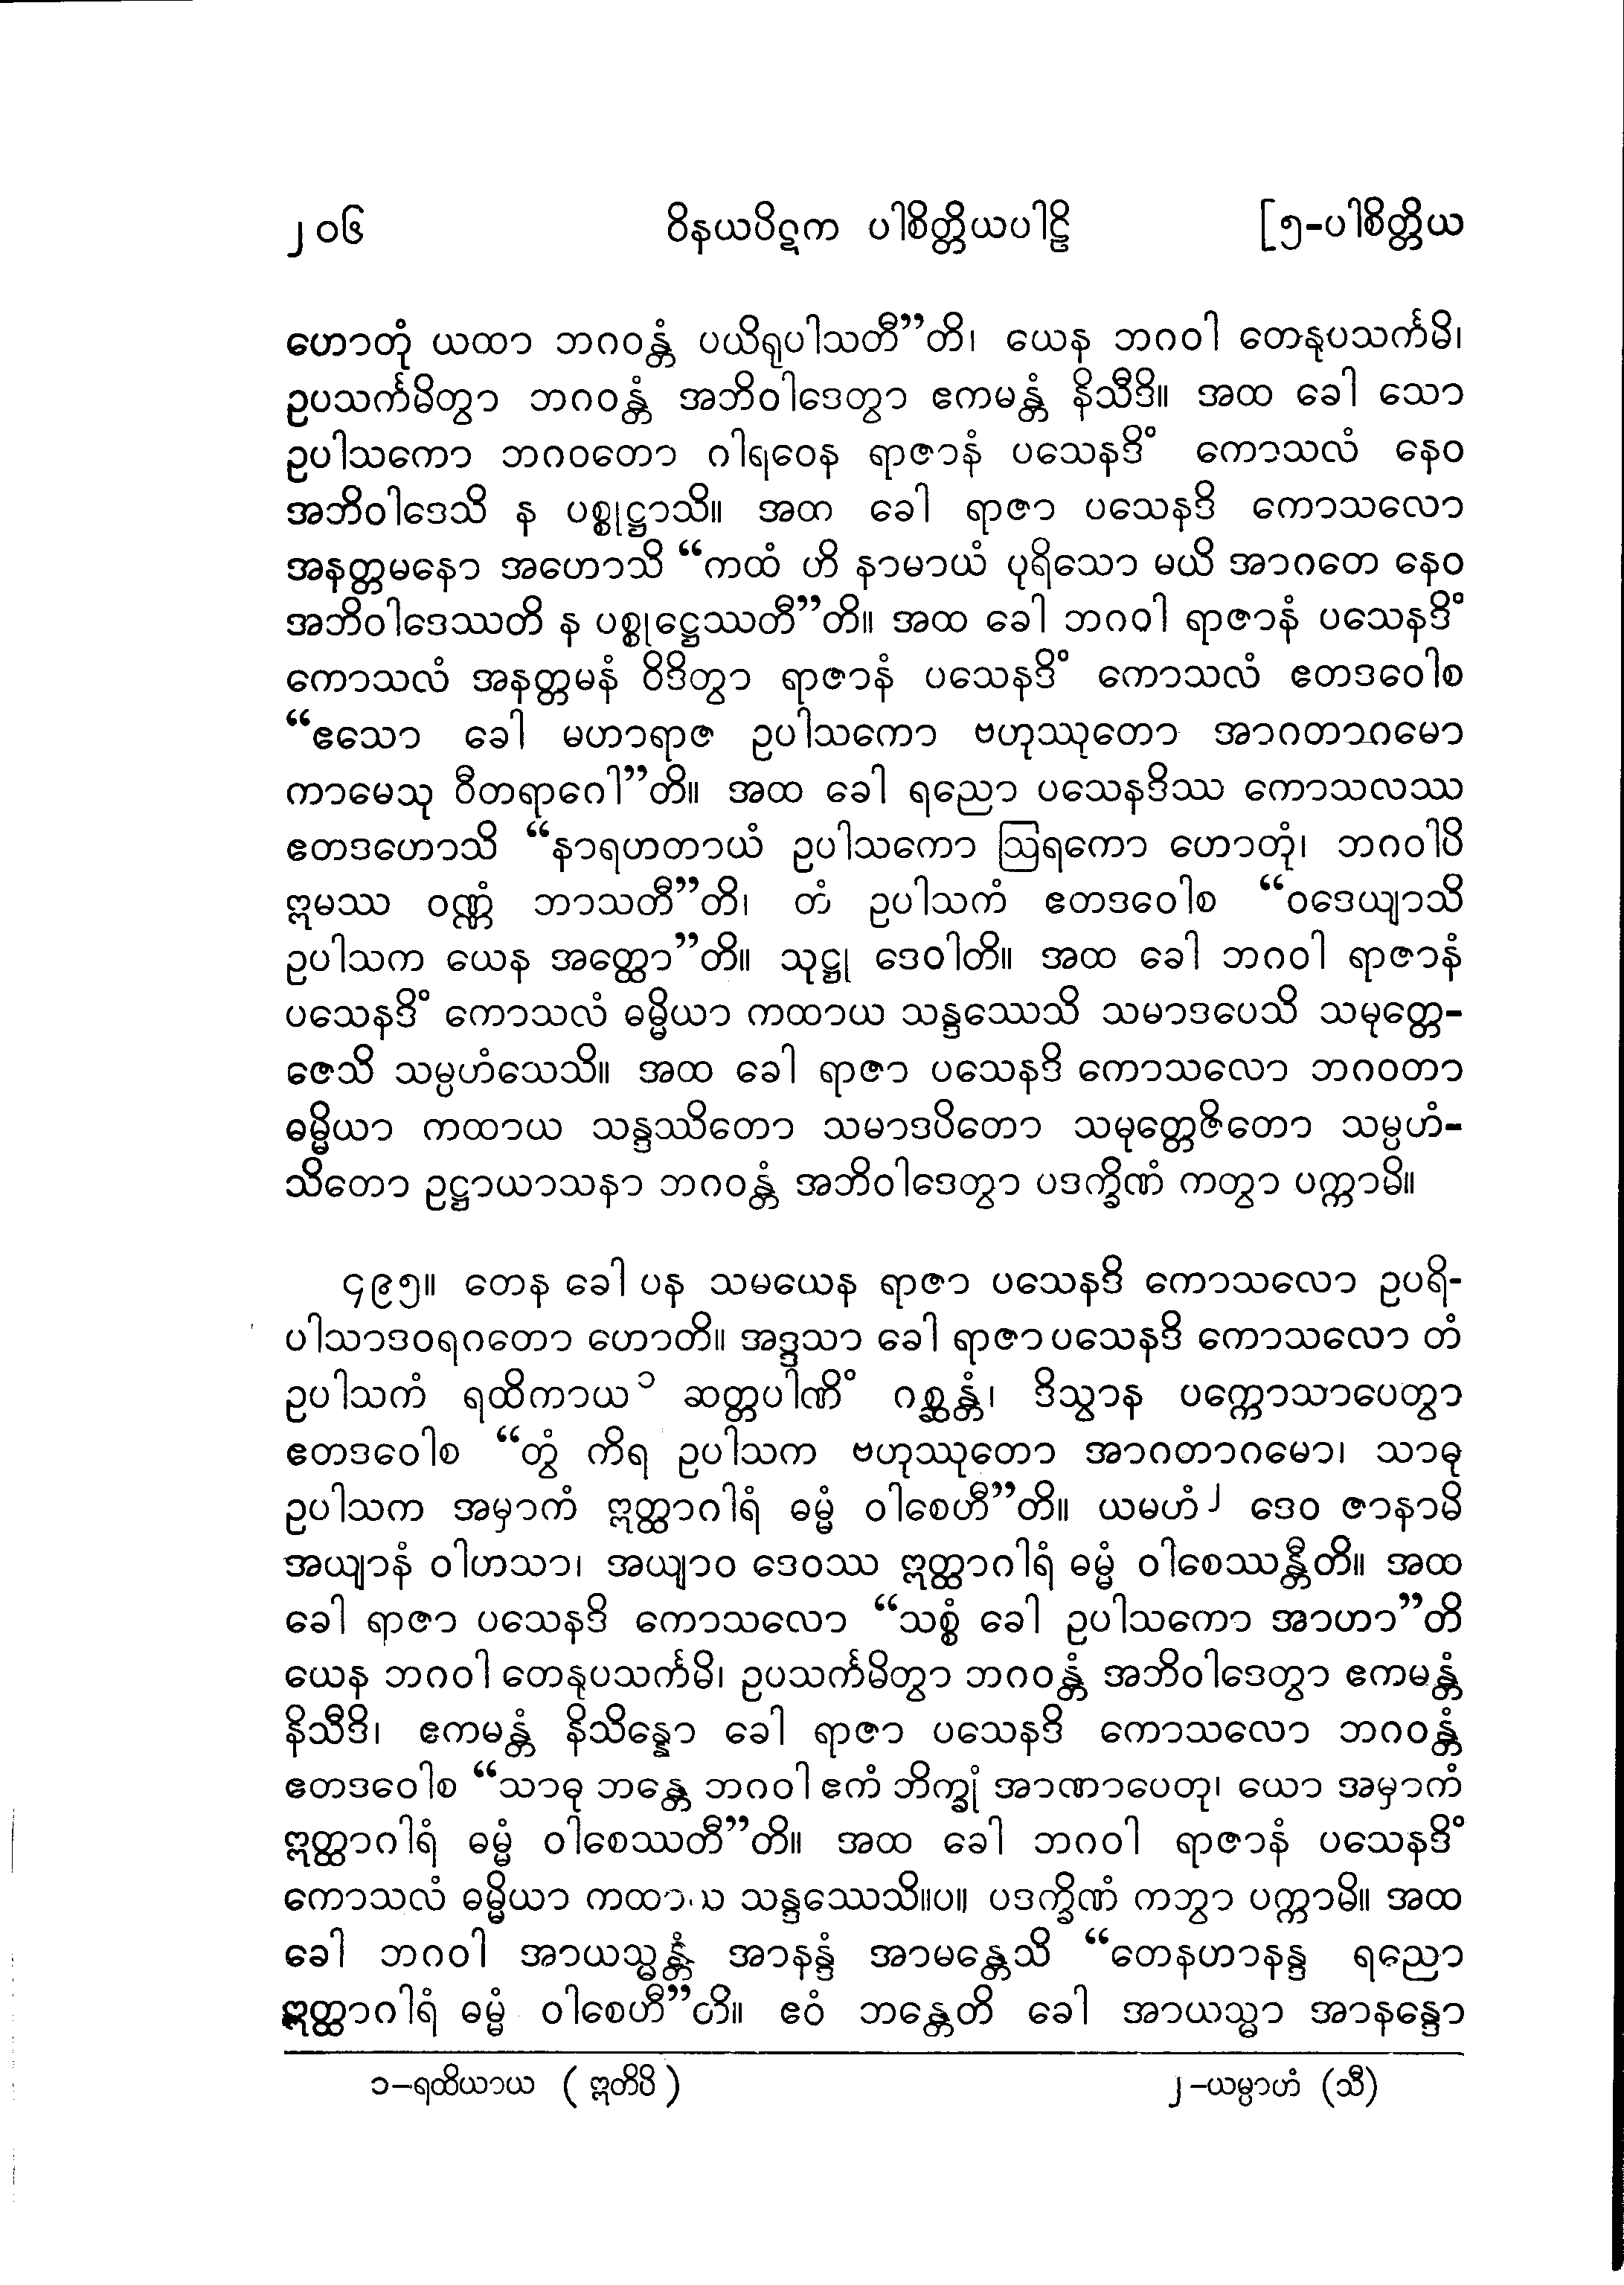 ၂၀၆ ဝိနယပိဋက ပါစိတ္တိယပါဠိ [၅-ပါစိတ္တိယ
ဟောတုံ ယထာ ဘဂဝန္တံ ပယိရုပါသတီ”တိ၊ ယေန ဘဂဝါ တေနုပသင်္ကမိ၊
ဥပသင်္ကမိတွာ ဘဂဝန္တံ အဘိဝါဒေတွာ ဧကမန္တံ နိသီဒိ။ အထ ခေါ သော
ဥပါသကော ဘဂဝတော ဂါရဝေန ရာဇာနံ ပသေနဒိံ ကောသလံ နေဝ
အဘိဝါဒေသိ န ပစ္စုဋ္ဌာသိ။ အထ ခေါ ရာဇာ ပသေနဒိ ကောသလော
အနတ္တမနော အဟောသိ “ကထံ ဟိ နာမာယံ ပုရိသော မယိ အာဂတေ နေဝ
အဘိဝါဒေဿတိ န ပစ္စုဋ္ဌေဿတီ”တိ။ အထ ခေါ ဘဂဝါ ရာဇာနံ ပသေနဒိံ
ကောသလံ အနတ္တမနံ ဝိဒိတွာ ရာဇာနံ ပသေနဒိံ ကောသလံ ဧတဒဝေါစ
“ဧသော ခေါ မဟာရာဇ ဥပါသကော ဗဟုဿုတော အာဂတာဂမော
ကာမေသု ဝီတရာဂေါ”တိ။ အထ ခေါ ရညော ပသေနဒိဿ ကောသလဿ
ဧတဒဟောသိ “နာရဟတာယံ ဥပါသကော ဩရကော ဟောတုံ၊ ဘဂဝါပိ
ဣမဿ ဝဏ္ဏံ ဘာသတီ”တိ၊ တံ ဥပါသကံ ဧတဒဝေါစ “ဝဒေယျာသိ
ဥပါသက ယေန အတ္ထော”တိ။ သုဋ္ဌု ဒေဝါတိ။ အထ ခေါ ဘဂဝါ ရာဇာနံ
ပသေနဒိံ ကောသလံ ဓမ္မိယာ ကထာယ သန္ဒဿေသိ သမာဒပေသိ သမုတ္တေ-
ဇေသိ သမ္ပဟံသေသိ။ အထ ခေါ ရာဇာ ပသေနဒိ ကောသလော ဘဂဝတာ
ဓမ္မိယာ ကထာယ သန္ဒဿိတော သမာဒပိတော သမုတ္တေဇိတော သမ္ပဟံ-
သိတော ဥဋ္ဌာယာသနာ ဘဂဝန္တံ အဘိဝါဒေတွာ ပဒက္ခိဏံ ကတွာ ပက္ကာမိ။
၄၉၅။ တေန ခေါ ပန သမယေန ရာဇာ ပသေနဒိ ကောသလော ဥပရိ-
ပါသာဒဝရဂတော ဟောတိ။ အဒ္ဒသာ ခေါ ရာဇာ ပသေနဒိ ကောသလော တံ
ဥပါသကံ ရထိကာယ ၁ ဆတ္တပါဏိံ ဂစ္ဆန္တံ၊ ဒိသွာန ပက္ကောသာပေတွာ
ဧတဒဝေါစ “တွံ ကိရ ဥပါသက ဗဟုဿုတော အာဂတာဂမော၊ သာဓု
ဥပါသက အမှာကံ ဣတ္ထာဂါရံ ဓမ္မံ ဝါစေဟီ”တိ။ ယမဟံ ၂ ဒေဝ ဇာနာမိ
အယျာနံ ဝါဟသာ၊ အယျာဝ ဒေဝဿ ဣတ္ထာဂါရံ ဓမ္မံ ဝါစေဿန္တီတိ။ အထ
ခေါ ရာဇာ ပသေနဒိ ကောသလော “သစ္စံ ခေါ ဥပါသကော အာဟာ”တိ
ယေန ဘဂဝါ တေနုပသင်္ကမိ၊ ဥပသင်္ကမိတွာ ဘဂဝန္တံ အဘိဝါဒေတွာ ဧကမန္တံ
နိသီဒိ၊ ဧကမန္တံ နိသိန္နော ခေါ ရာဇာ ပသေနဒိ ကောသလော ဘဂဝန္တံ
ဧတဒဝေါစ “သာဓု ဘန္တေ ဘဂဝါ ဧကံ ဘိက္ခုံ အာဏာပေတု၊ ယော အမှာကံ
ဣတ္ထာဂါရံ ဓမ္မံ ဝါစေဿတီ”တိ။ အထ ခေါ ဘဂဝါ ရာဇာနံ ပသေနဒိံ
ကောသလံ ဓမ္မိယာ ကထာယ သန္ဒဿေသိ။ပ။ ပဒက္ခိဏံ ကတွာ ပက္ကာမိ။ အထ
ခေါ ဘဂဝါ အာယသ္မန္တံ အာနန္ဒံ အာမန္တေသိ “တေနဟာနန္ဒ ရညော
ဣတ္ထာဂါရံ ဓမ္မံ ဝါစေဟီ”တိ။ ဧဝံ ဘန္တေတိ ခေါ အာယသ္မာ အာနန္ဒော
၁-ရထိယာယ ( ဣတိပိ ) ၂-ယမ္ပာဟံ (သီ)